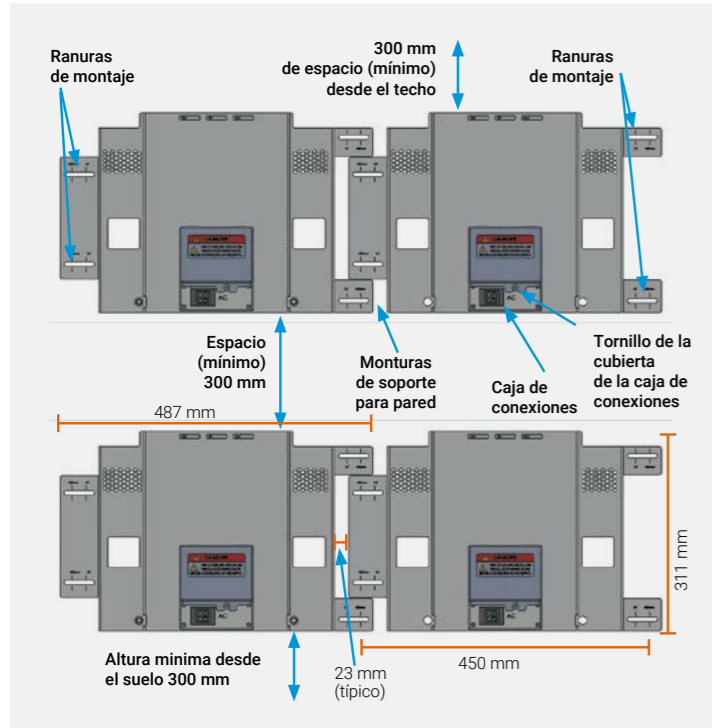 Ranuras
de montaje
300 mm
de espacio (mínimo)
desde el techo
Ranuras
de montaje
Espacio
(mínimo)
300 mm
Monturas
de soporte
para pared
Caja de
conexiones
Tornillo de la
cubierta
de la caja de
conexiones
AC
AC
487 mm
311 mm
AC
AC
Altura minima desde
el suelo 300 mm
23 mm
(típico)
450 mm